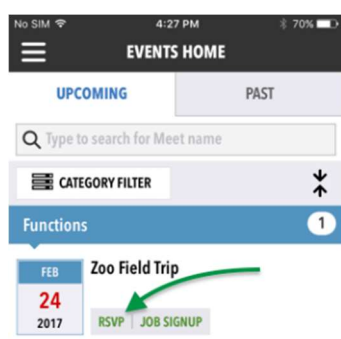 No SIM 4:27 PM 70%
EVENTS HOME
UPCOMING PAST
Type to search for Meet name
CATEGORY FILTER
Functions 1
FEB Zoo Field Trip
24
2017 RSVP | JOB SIGNUP